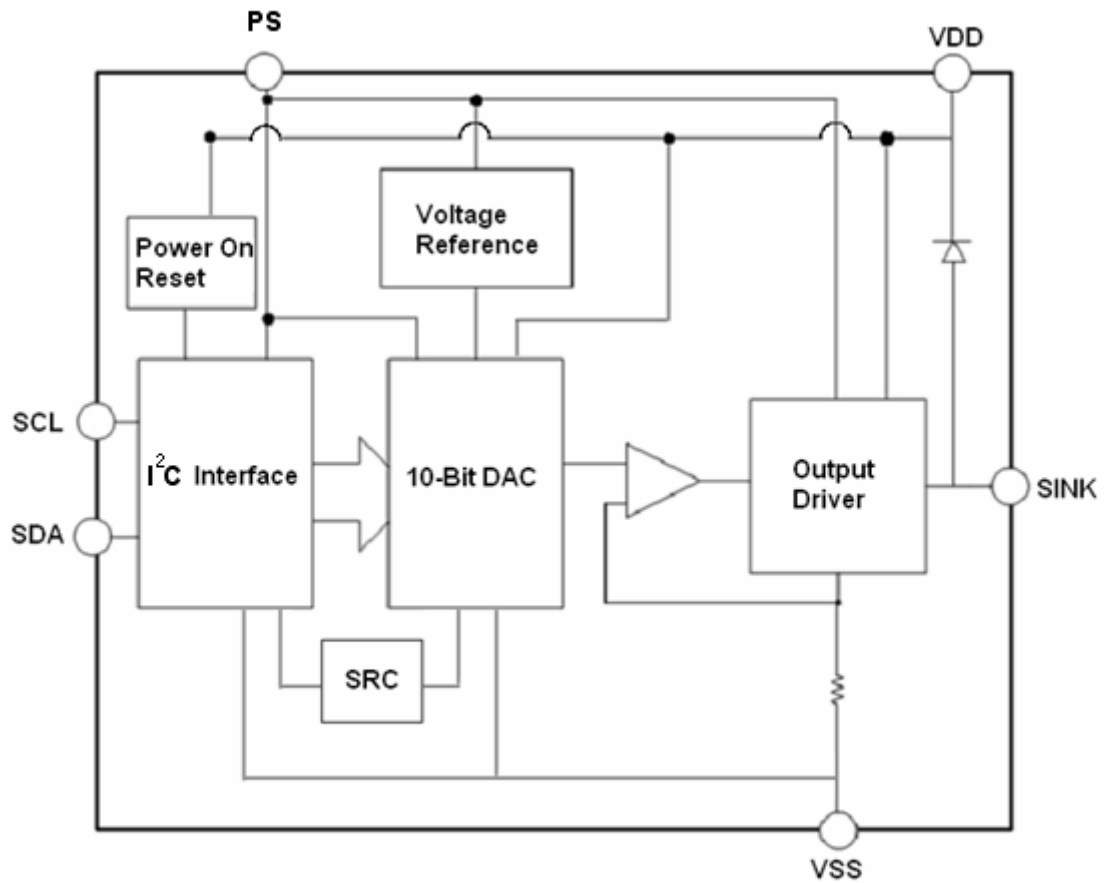 PS
VDD
Voltage
Reference
Power On
Reset
SCL
I²C Interface
10-Bit DAC
Output
Driver
SINK
SDA
SRC
VSS